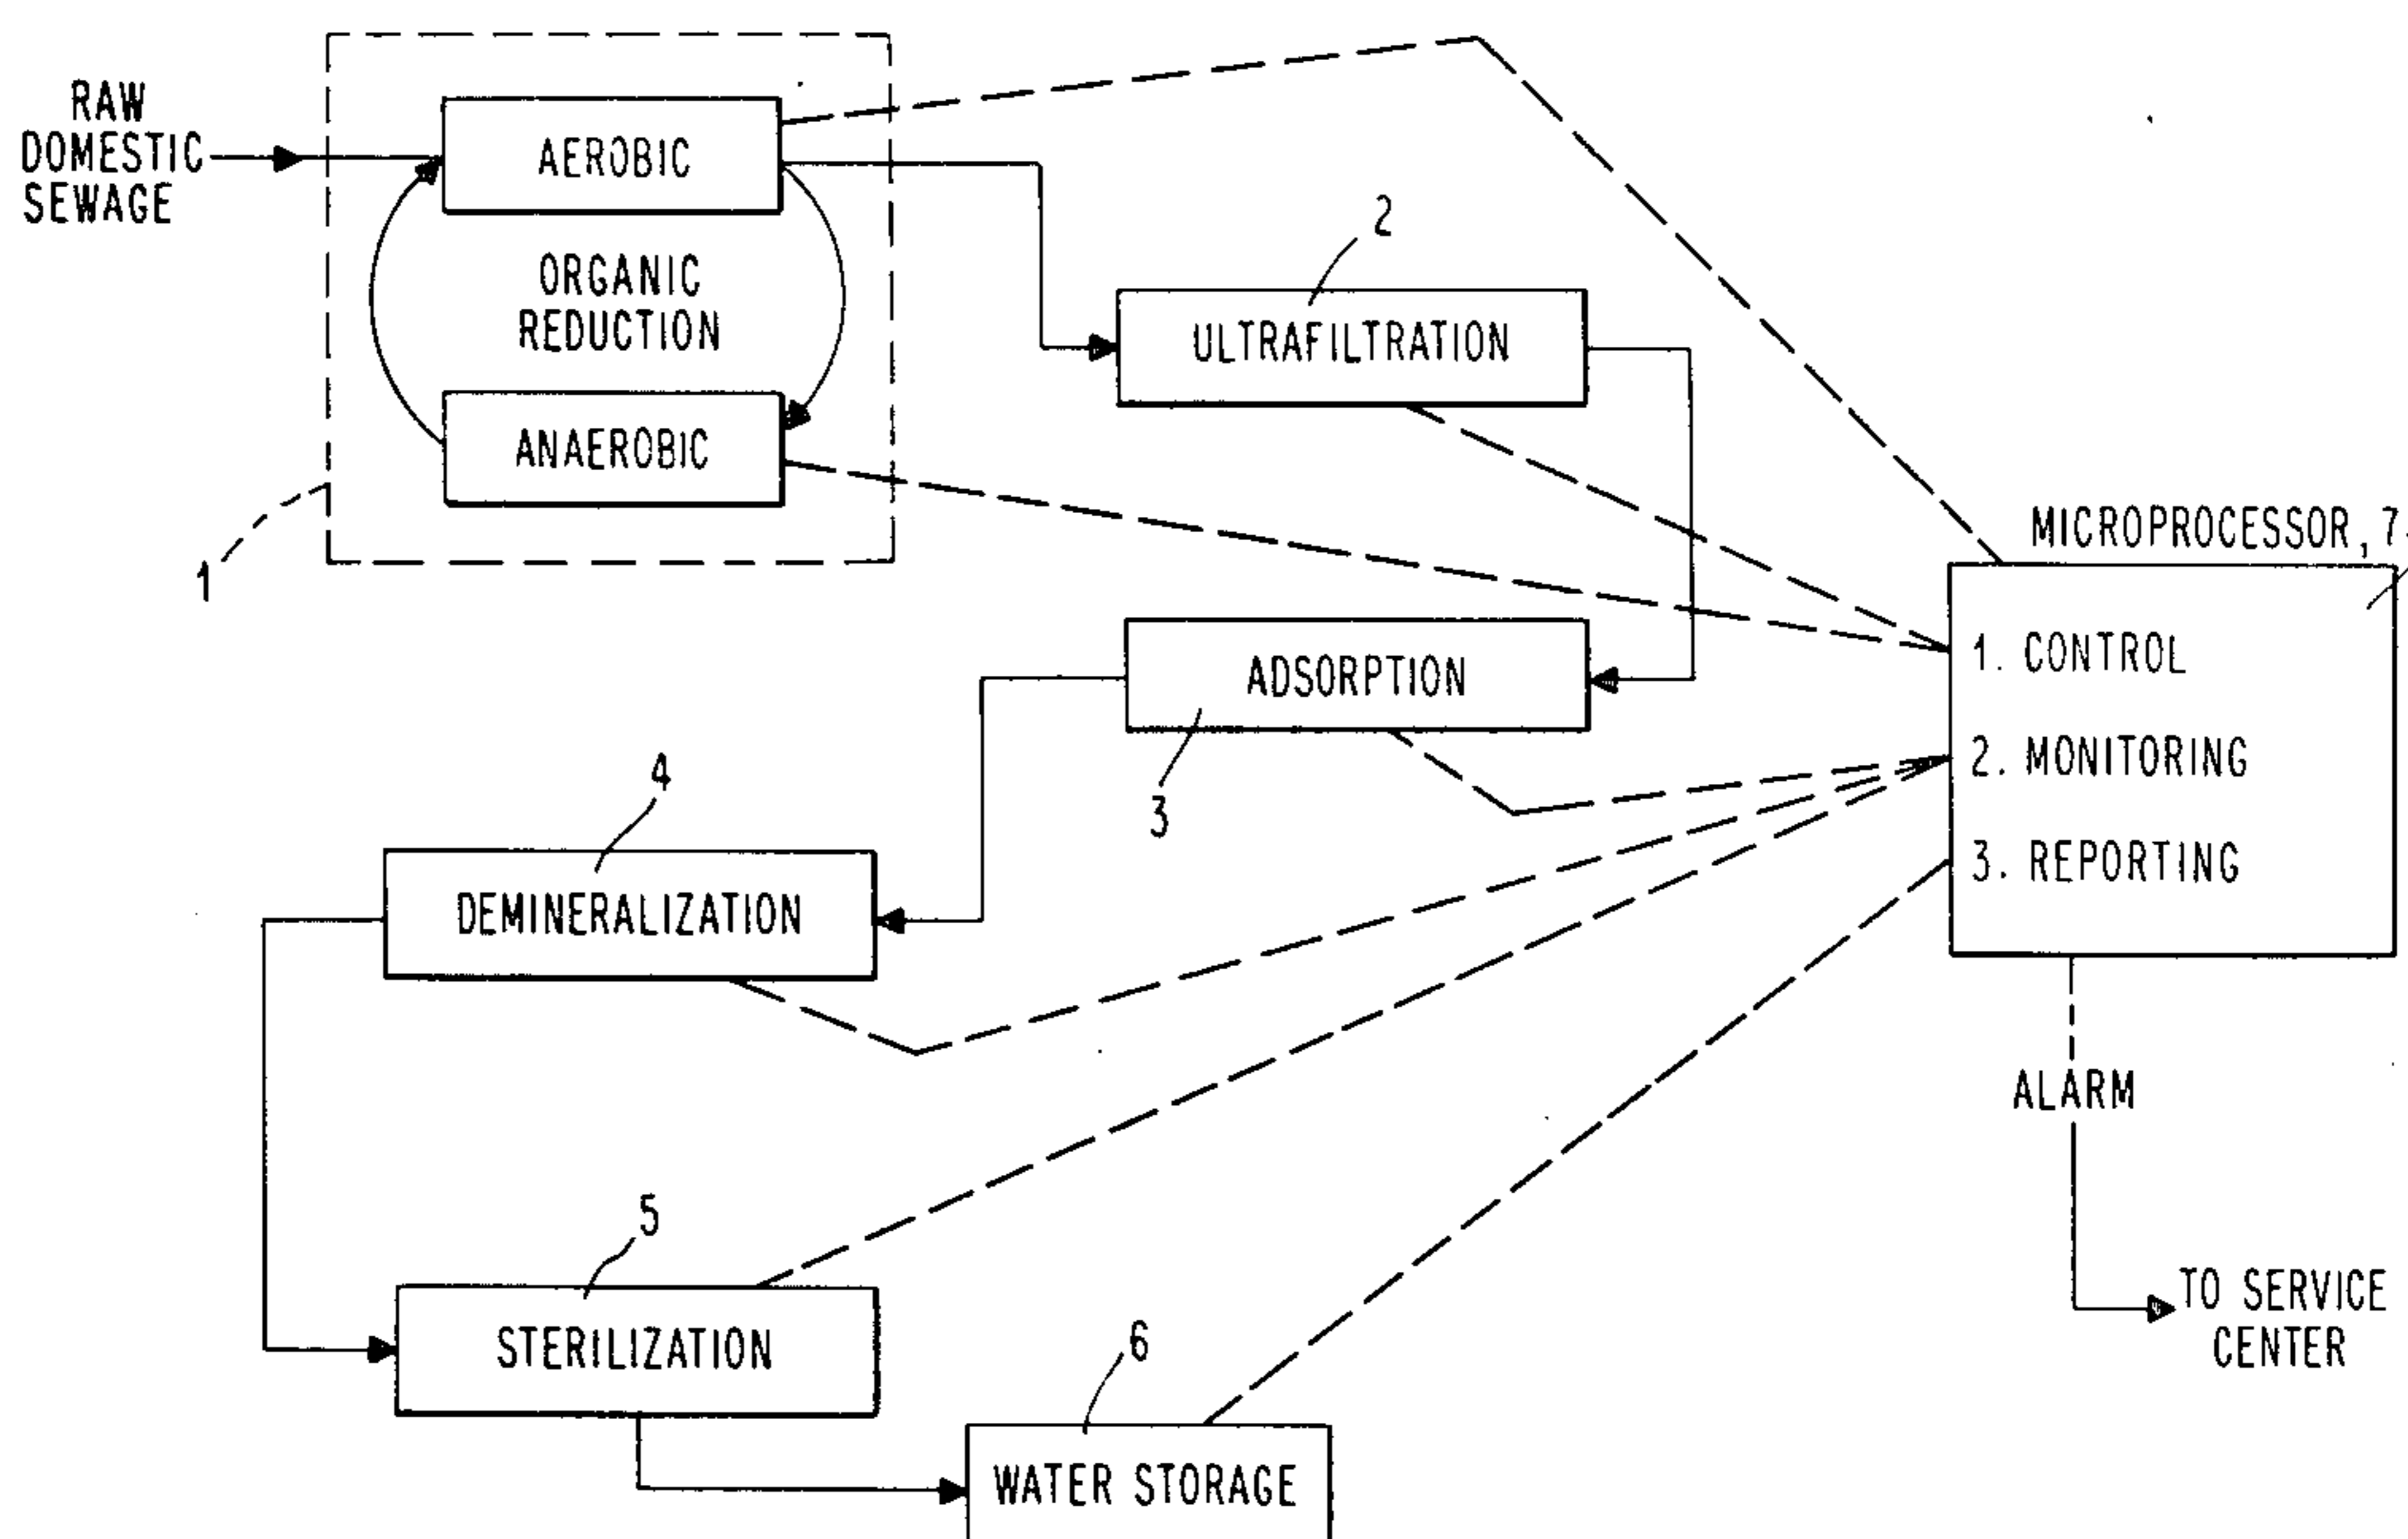 RAW
DOMESTIC
SEWAGE
AEROBIC
ORGANIC
REDUCTION
ANAEROBIC
1
2
ULTRAFILTRATION
MICROPROCESSOR, 7
1. CONTROL
2. MONITORING
3. REPORTING
ADSORPTION
3
4
DEMINERALIZATION
ALARM
TO SERVICE
CENTER
5
STERILIZATION
6
WATER STORAGE